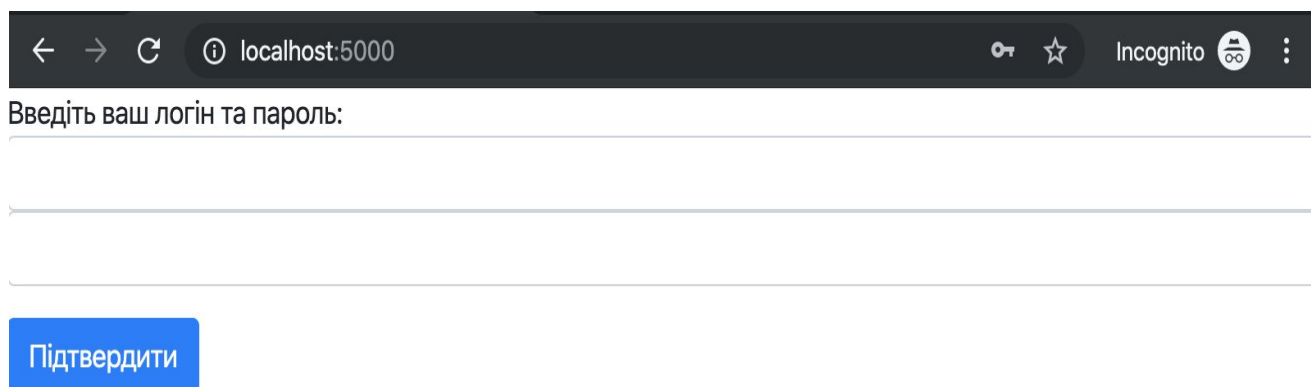 localhost:5000 Incognito
Введіть ваш логін та пароль:
Підтвердити